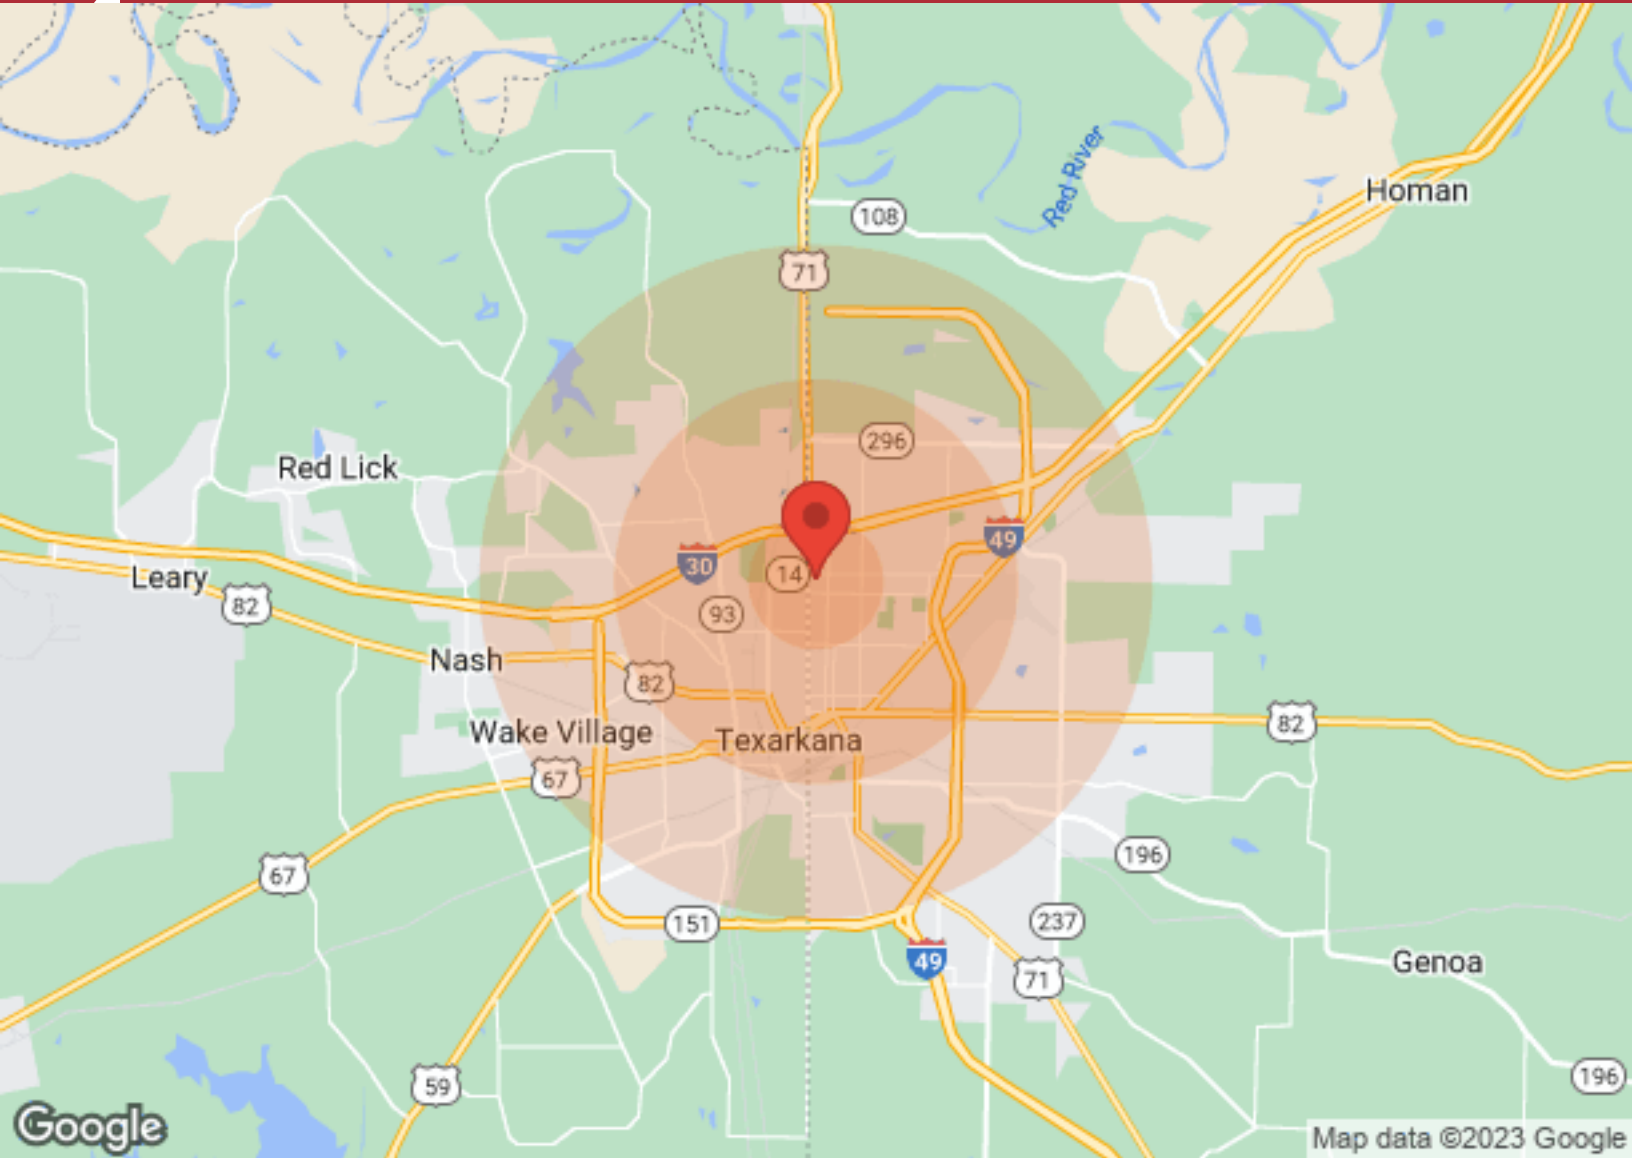 108
Red River
Homan
71
296
Red Lick
49
30
14
Leary
82
93
Nash
82
Wake Village
Texarkana
82
67
196
67
151
237
49
71
Genoa
59
196
Google
Map data ©2023 Google